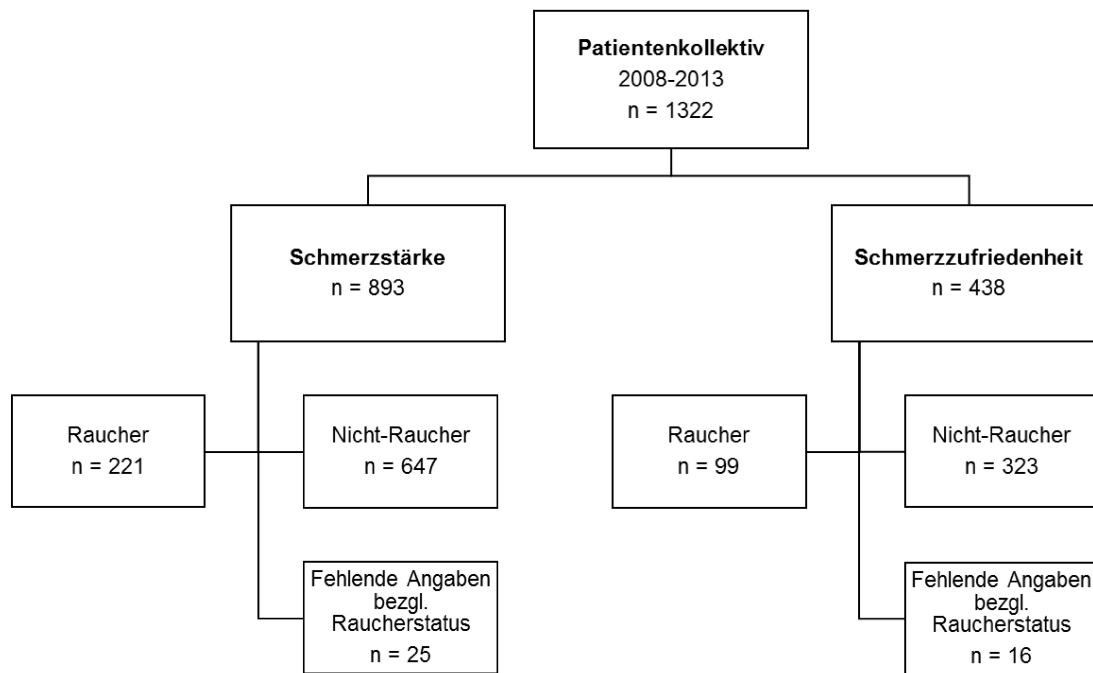 Patientenkollektiv
2008-2013
n = 1322
Schmerzstärke
n = 893
Schmerzzufriedenheit
n = 438
Raucher
n = 221
Nicht-Raucher
n = 647
Raucher
n = 99
Nicht-Raucher
n = 323
Fehlende Angaben
bezgl.
Raucherstatus
n = 25
Fehlende Angaben
bezgl.
Raucherstatus
n = 16